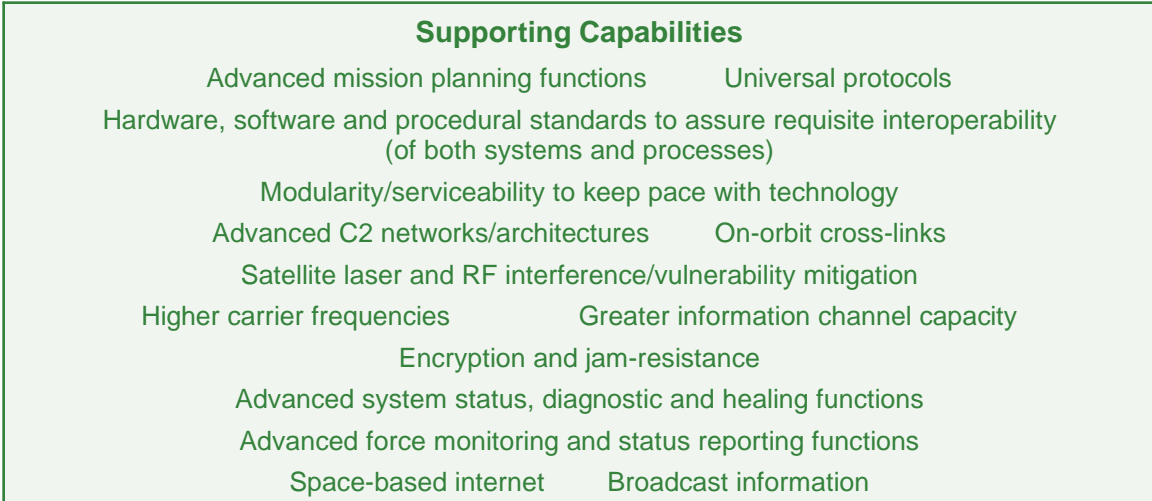 Supporting Capabilities
Advanced mission planning functions Universal protocols
Hardware, software and procedural standards to assure requisite interoperability
(of both systems and processes)
Modularity/serviceability to keep pace with technology
Advanced C2 networks/architectures On-orbit cross-links
Satellite laser and RF interference/vulnerability mitigation
Higher carrier frequencies Greater information channel capacity
Encryption and jam-resistance
Advanced system status, diagnostic and healing functions
Advanced force monitoring and status reporting functions
Space-based internet Broadcast information